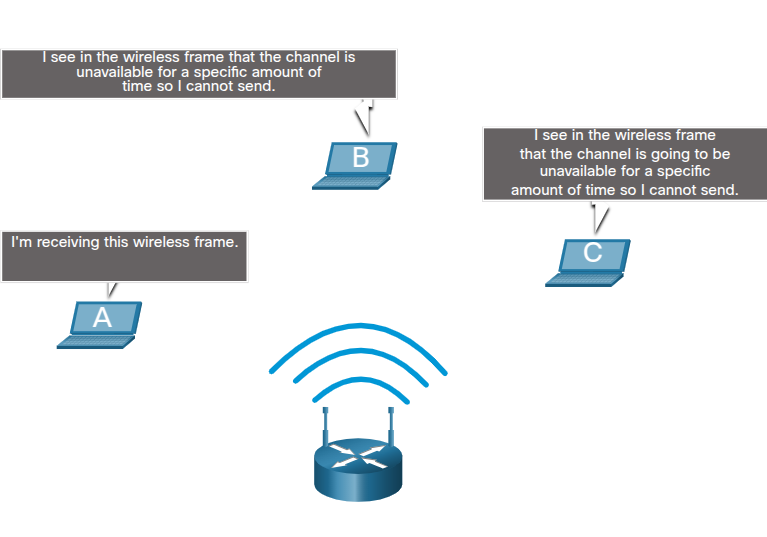 I see in the wireless frame that the channel is
unavailable for a specific amount of
time so I cannot send.
B
I see in the wireless frame
that the channel is going to be
unavailable for a specific
amount of time so I cannot send.
I'm receiving this wireless frame.
C
A